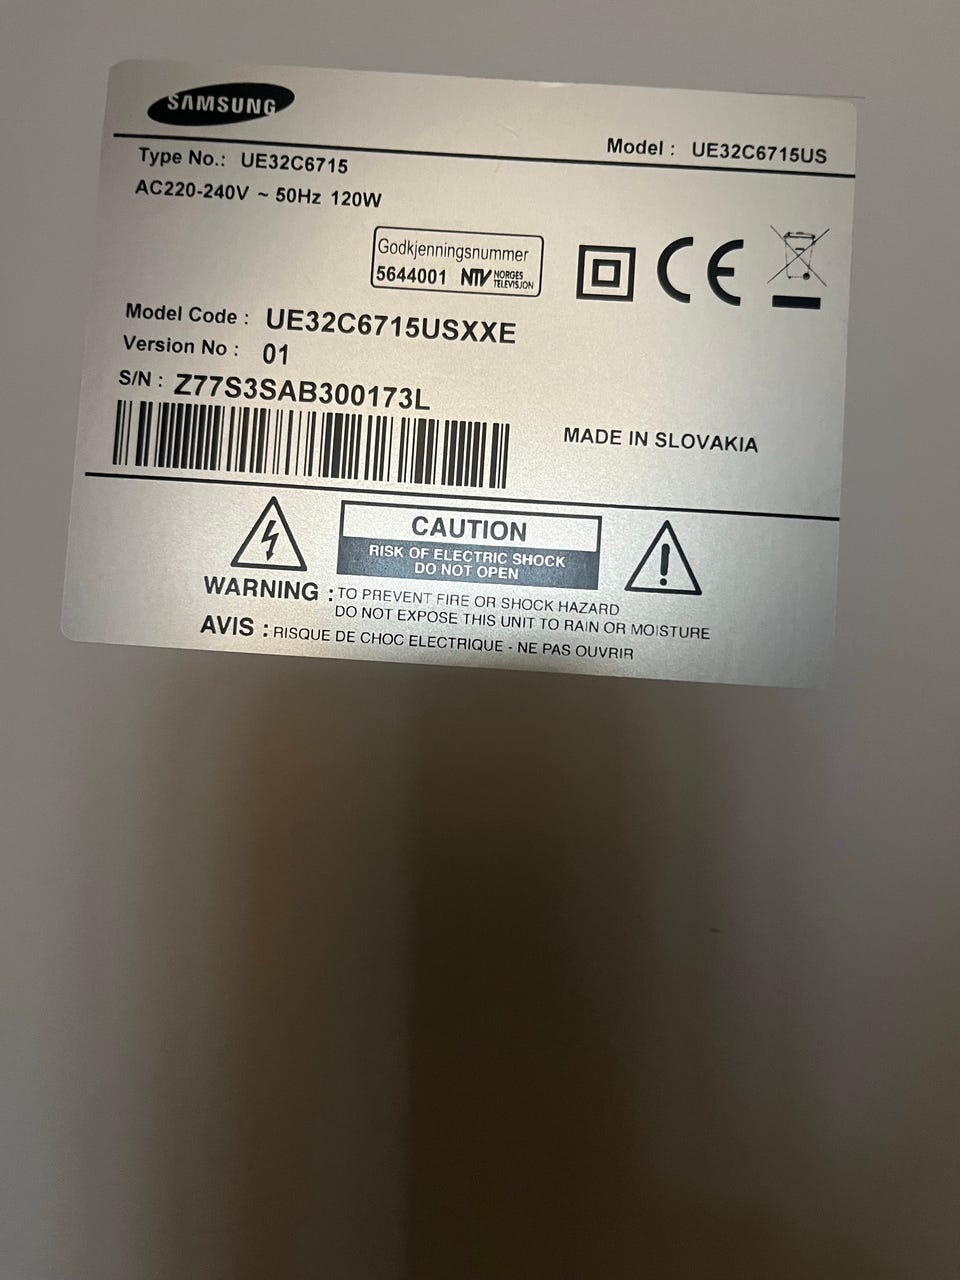 SAMSUNG
Model : UE32C6715US
Type No.: UE32C6715
AC220-240V ~ 50Hz 120W
Godkjenningsnummer
5644001 NTV NORGES TELEVISJON
CE
Model Code : UE32C6715USXXE
Version No : 01
S/N : Z77S3SAB300173L
MADE IN SLOVAKIA
CAUTION
RISK OF ELECTRIC SHOCK
DO NOT OPEN
WARNING : TO PREVENT FIRE OR SHOCK HAZARD
DO NOT EXPOSE THIS UNIT TO RAIN OR MOISTURE
AVIS : RISQUE DE CHOC ELECTRIQUE - NE PAS OUVRIR